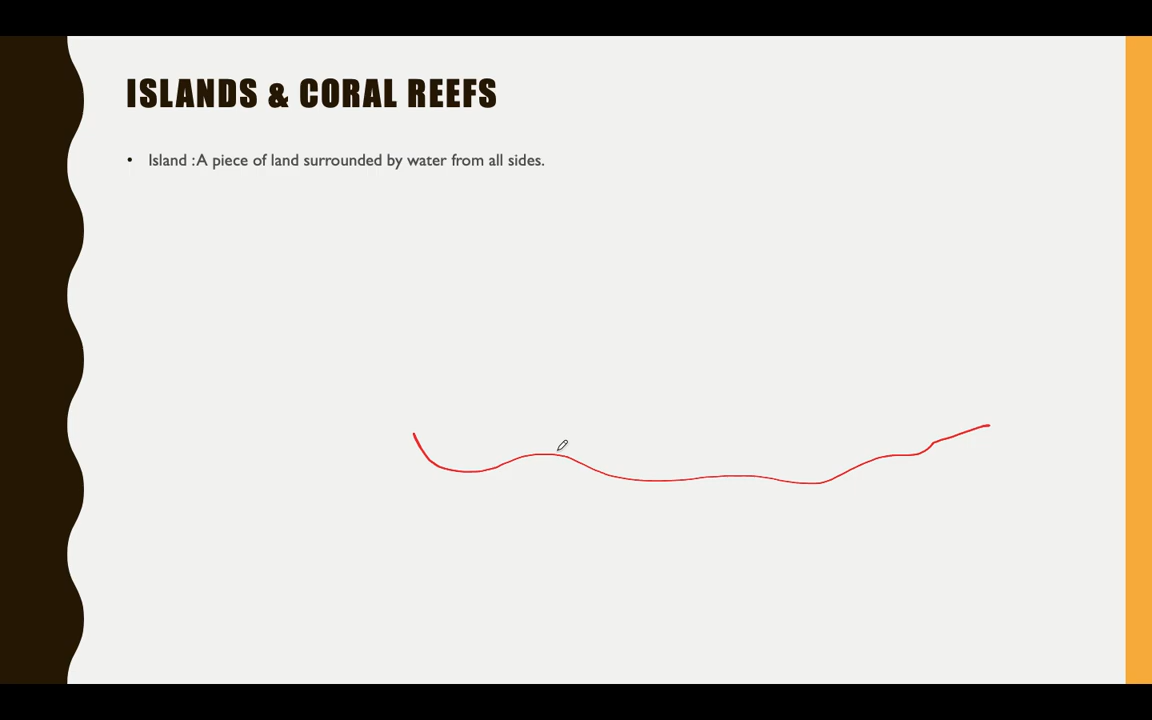 ISLANDS & CORAL REEFS
• Island : A piece of land surrounded by water from all sides.